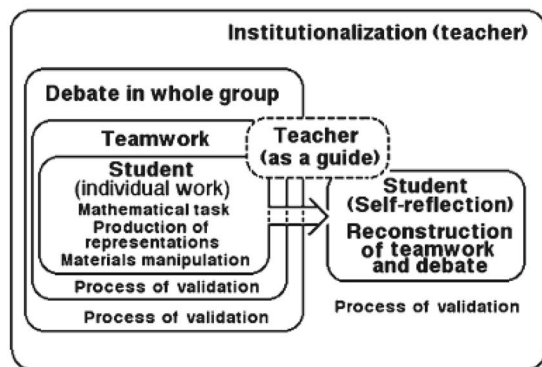 Institutionalization (teacher)
Debate in whole group
Teamwork
Teacher
(as a guide)
Student
(individual work)
Mathematical task
Production of
representations
Materials manipulation
Process of validation
Process of validation
Student
(Self-reflection)
Reconstruction
of teamwork
and debate
Process of validation